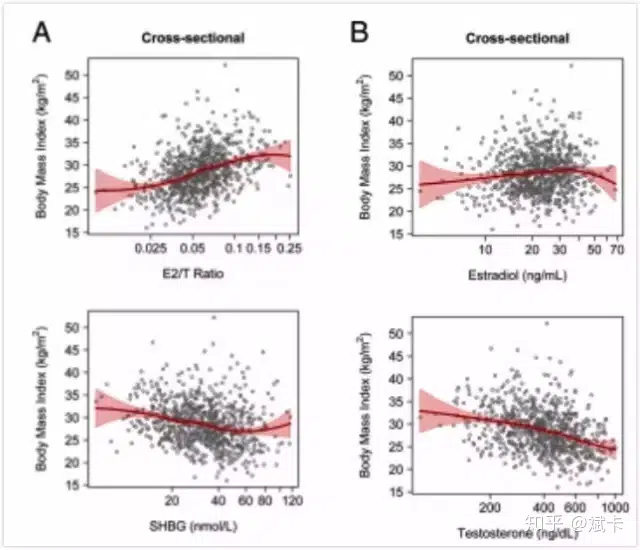 A
Cross-sectional
Body Mass Index (kg/m²)
50
45
40
35
30
25
20
15
0.025 0.05 0.1 0.15 0.25
E2/T Ratio
B
Cross-sectional
Body Mass Index (kg/m²)
50
45
40
35
30
25
20
15
10 20 30 50 70
Estradiol (ng/mL)
Body Mass Index (kg/m²)
50
45
40
35
30
25
20
15
20 40 60 80 120
SHBG (nmol/L)
Body Mass Index (kg/m²)
50
45
40
35
30
25
20
15
200 400 600 1000
Testosterone (ng/dL)
知乎 @斌卡